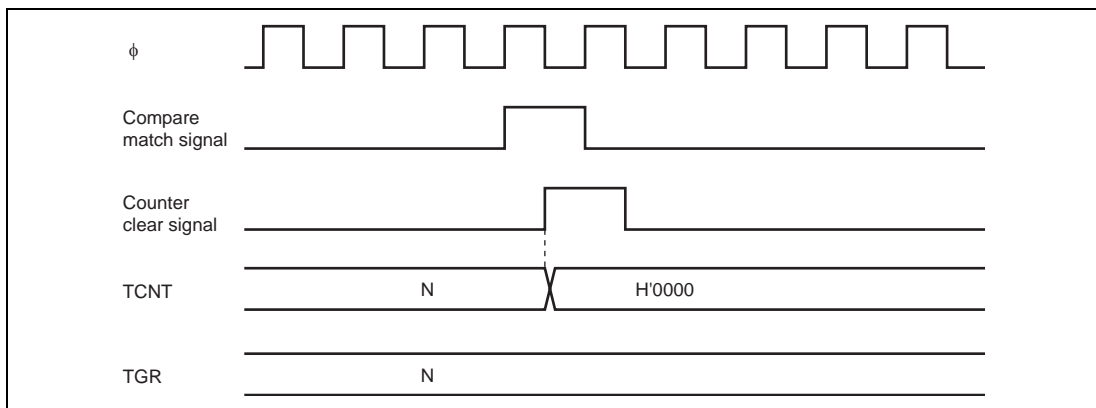 ϕ
Compare
match signal
Counter
clear signal
TCNT N H'0000
TGR N